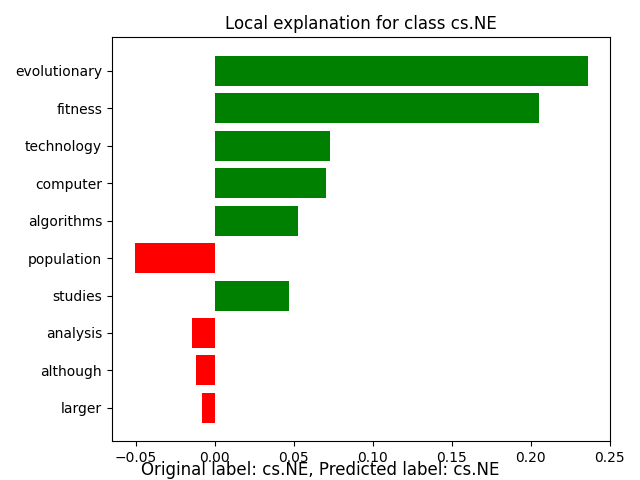 Local explanation for class cs.NE
evolutionary
fitness
technology
computer
algorithms
population
studies
analysis
although
larger
−0.05 0.00 0.05 0.10 0.15 0.20 0.25
Original label: cs.NE, Predicted label: cs.NE